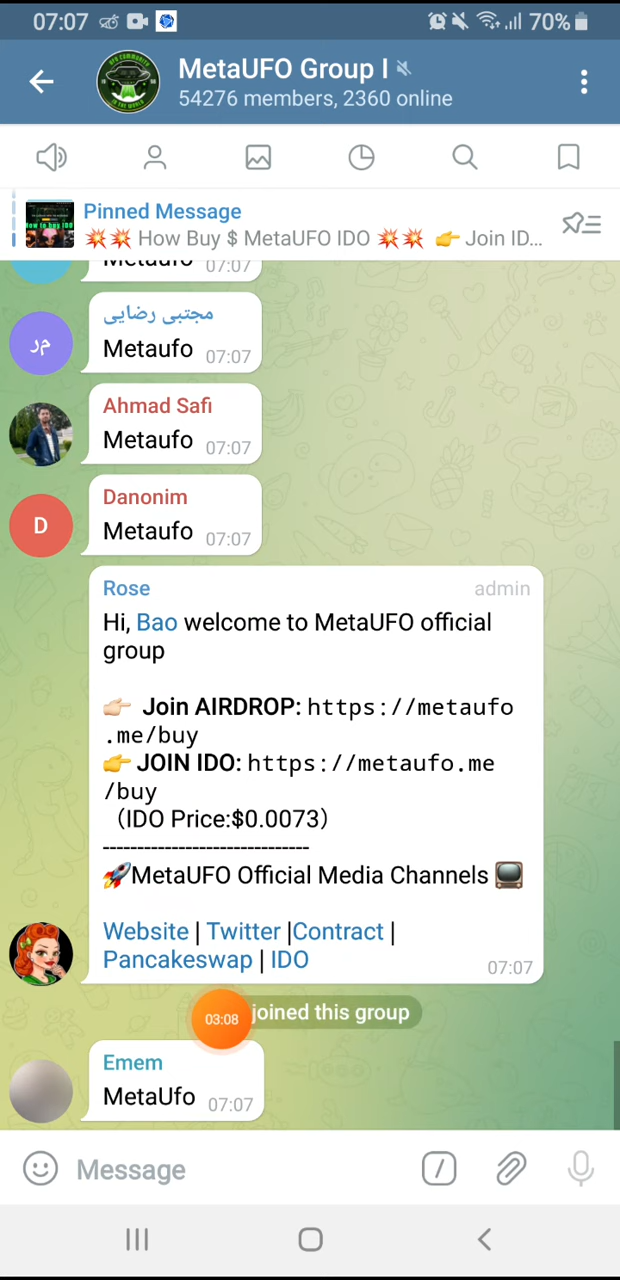 07:07
70%
MetaUFO Group I
54276 members, 2360 online
Pinned Message
💥💥 How Buy $ MetaUFO IDO 💥💥 👉 Join ID...
Metaufo 07:07
مجتبی رضایی
مر
Metaufo 07:07
Ahmad Safi
Metaufo 07:07
Danonim
D
Metaufo 07:07
Rose admin
Hi, Bao welcome to MetaUFO official
group
👉🏻 Join AIRDROP: https://metaufo
.me/buy
👉 JOIN IDO: https://metaufo.me
/buy
(IDO Price:$0.0073)
------------------------------
🚀MetaUFO Official Media Channels 📺
Website | Twitter |Contract |
Pancakeswap | IDO
07:07
03:08 joined this group
Emem
MetaUfo 07:07
Message